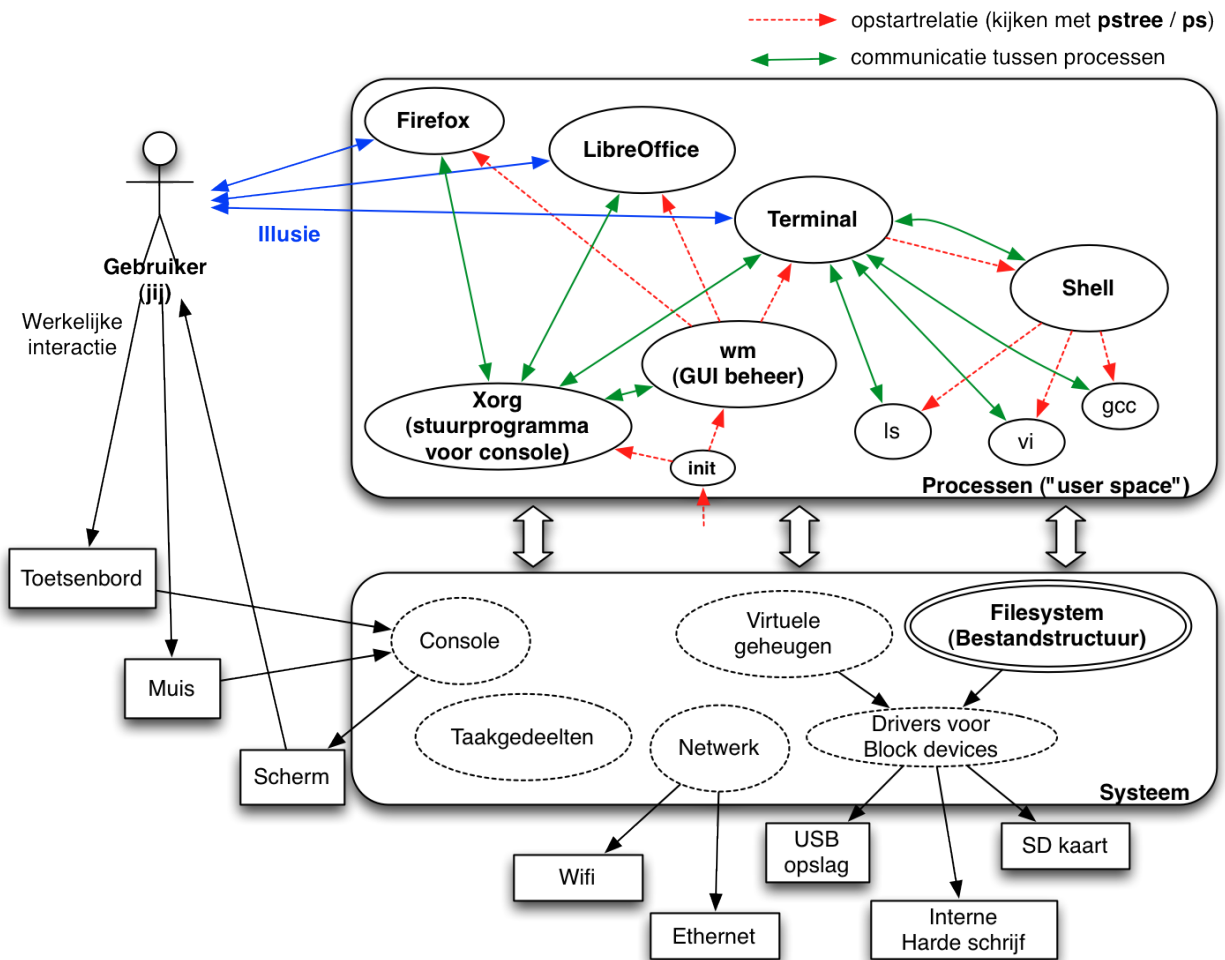 opstartrelatie (kijken met pstree / ps)
communicatie tussen processen
Firefox
LibreOffice
Terminal
Illusie
Gebruiker
(jij)
Shell
Werkelijke
interactie
wm
(GUI beheer)
Xorg
(stuurprogramma
voor console)
ls
vi
gcc
init
Processen ("user space")
Toetsenbord
Console
Virtuele
geheugen
Filesystem
(Bestandstructuur)
Muis
Taakgedeelten
Netwerk
Drivers voor
Block devices
Scherm
Systeem
USB
opslag
SD kaart
Wifi
Ethernet
Interne
Harde schrijf